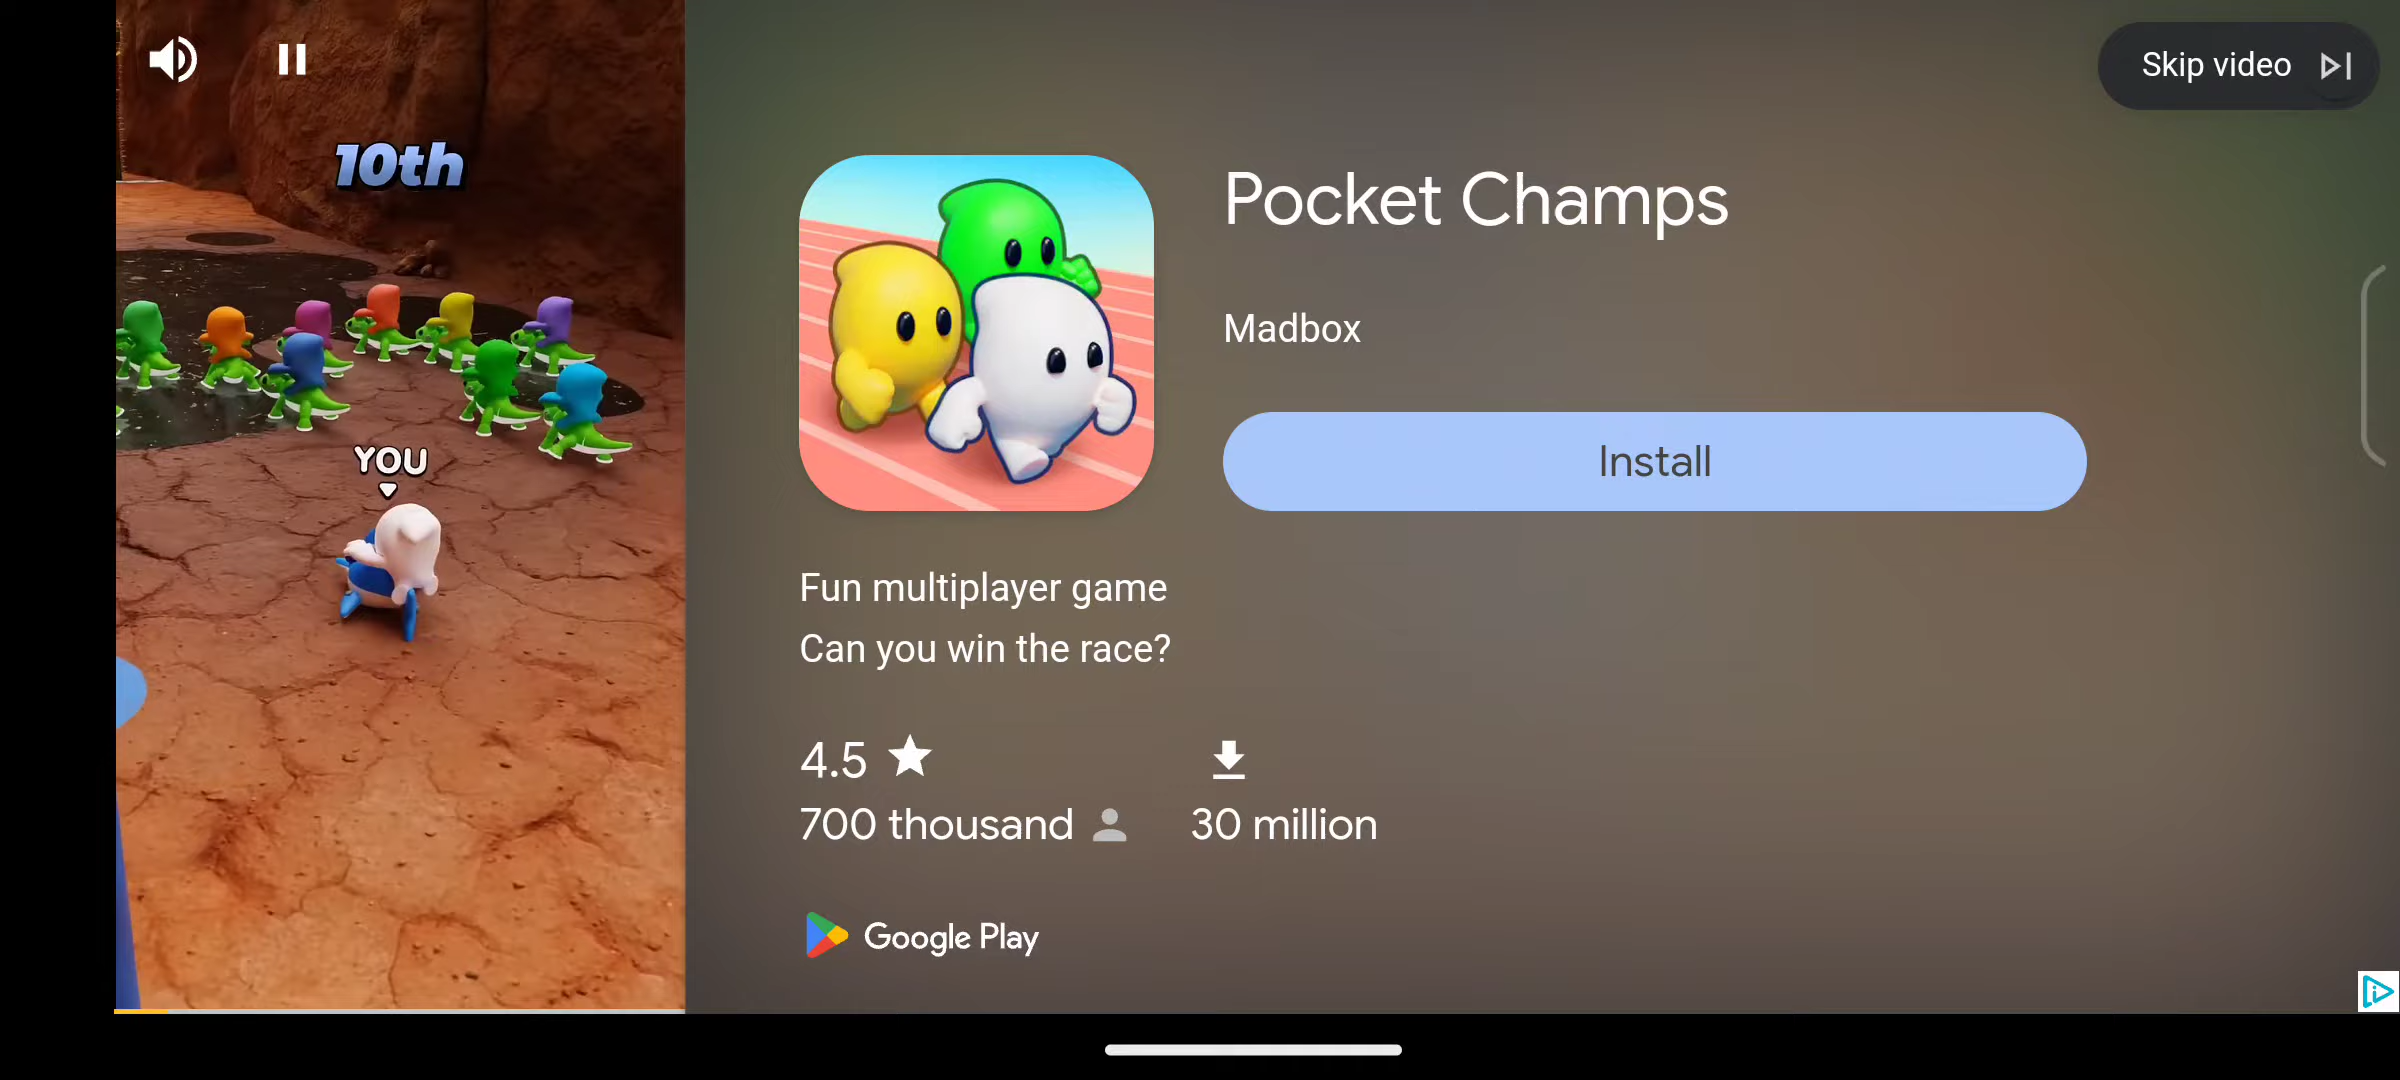 10th
YOU
Skip video
Pocket Champs
Madbox
Install
Fun multiplayer game
Can you win the race?
4.5
700 thousand
30 million
Google Play